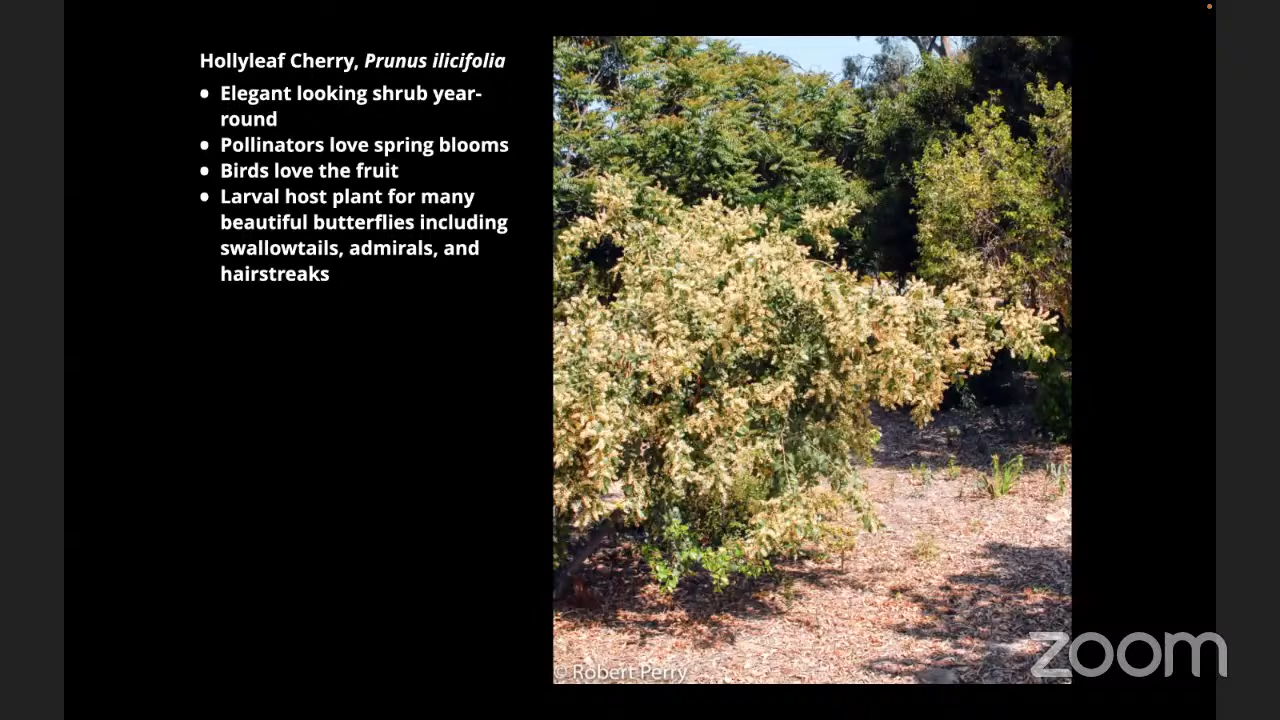 Hollyleaf Cherry, Prunus ilicifolia
• Elegant looking shrub year-
round
• Pollinators love spring blooms
• Birds love the fruit
• Larval host plant for many
beautiful butterflies including
swallowtails, admirals, and
hairstreaks
© Robert Perry
zoom